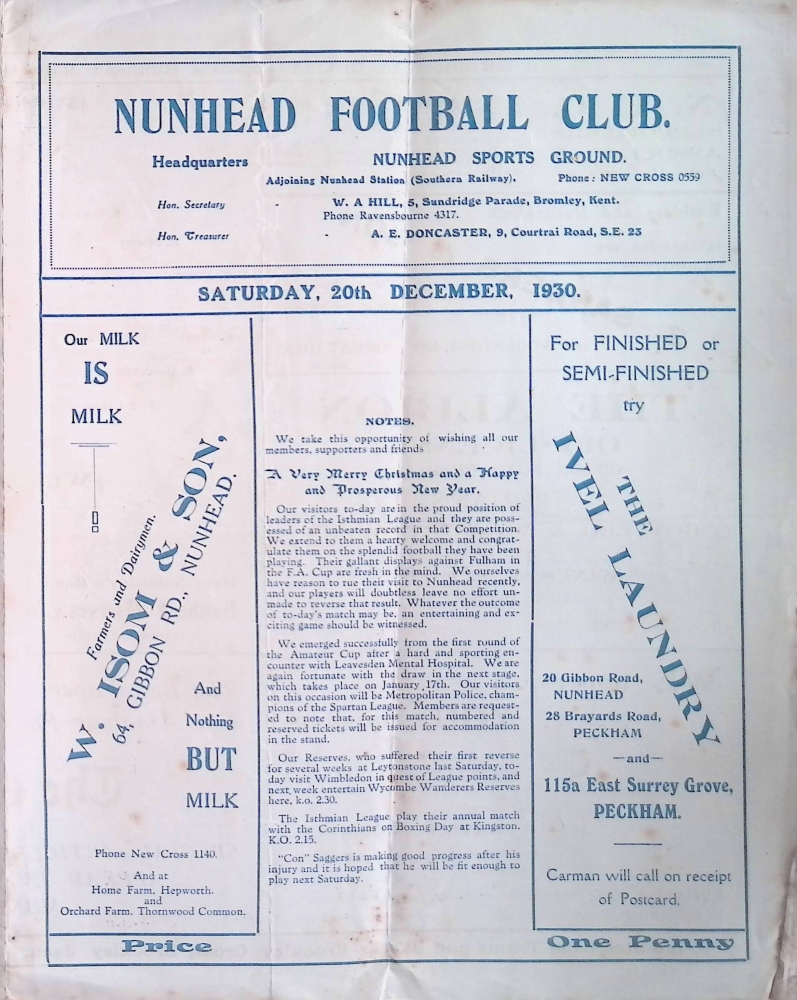 NUNHEAD FOOTBALL CLUB.
Headquarters NUNHEAD SPORTS GROUND.
Adjoining Nunhead Station (Southern Railway). Phone: NEW CROSS 0559
Hon. Secretary - W. A HILL, 5, Sundridge Parade, Bromley, Kent.
Phone Ravensbourne 4317.
Hon. Treasurer - A. E. DONCASTER, 9, Courtrai Road, S.E. 23
SATURDAY, 20th DECEMBER, 1930.
Our MILK
IS
MILK
Farmers and Dairymen.
W. ISOM & SON,
64, GIBBON RD., NUNHEAD.
And
Nothing
BUT
MILK
Phone New Cross 1140.
And at
Home Farm, Hepworth.
and
Orchard Farm, Thornwood Common.
NOTES.
We take this opportunity of wishing all our
members, supporters and friends
A Very Merry Christmas and a Happy
and Prosperous New Year.
Our visitors to-day are in the proud position of
leaders of the Isthmian League and they are poss-
essed of an unbeaten record in that Competition.
We extend to them a hearty welcome and congrat-
ulate them on the splendid football they have been
playing. Their gallant displays against Fulham in
the F.A. Cup are fresh in the mind. We ourselves
have reason to rue their visit to Nunhead recently,
and our players will doubtless leave no effort un-
made to reverse that result. Whatever the outcome
of to-day's match may be, an entertaining and ex-
citing game should be witnessed.
We emerged successfully from the first round of
the Amateur Cup after a hard and sporting en-
counter with Leavesden Mental Hospital. We are
again fortunate with the draw in the next stage,
which takes place on January 17th. Our visitors
on this occasion will be Metropolitan Police, cham-
pions of the Spartan League. Members are request-
ed to note that, for this match, numbered and
reserved tickets will be issued for accommodation
in the stand.
Our Reserves, who suffered their first reverse
for several weeks at Leytonstone last Saturday, to-
day visit Wimbledon in quest of League points, and
next week entertain Wycombe Wanderers Reserves
here, k.o. 2.30.
The Isthmian League play their annual match
with the Corinthians on Boxing Day at Kingston.
K.O. 2.15.
"Con" Saggers is making good progress after his
injury and it is hoped that he will be fit enough to
play next Saturday.
For FINISHED or
SEMI-FINISHED
try
THE
IVEL LAUNDRY
20 Gibbon Road,
NUNHEAD
28 Brayards Road,
PECKHAM
—and—
115a East Surrey Grove,
PECKHAM.
Carman will call on receipt
of Postcard.
Price One Penny